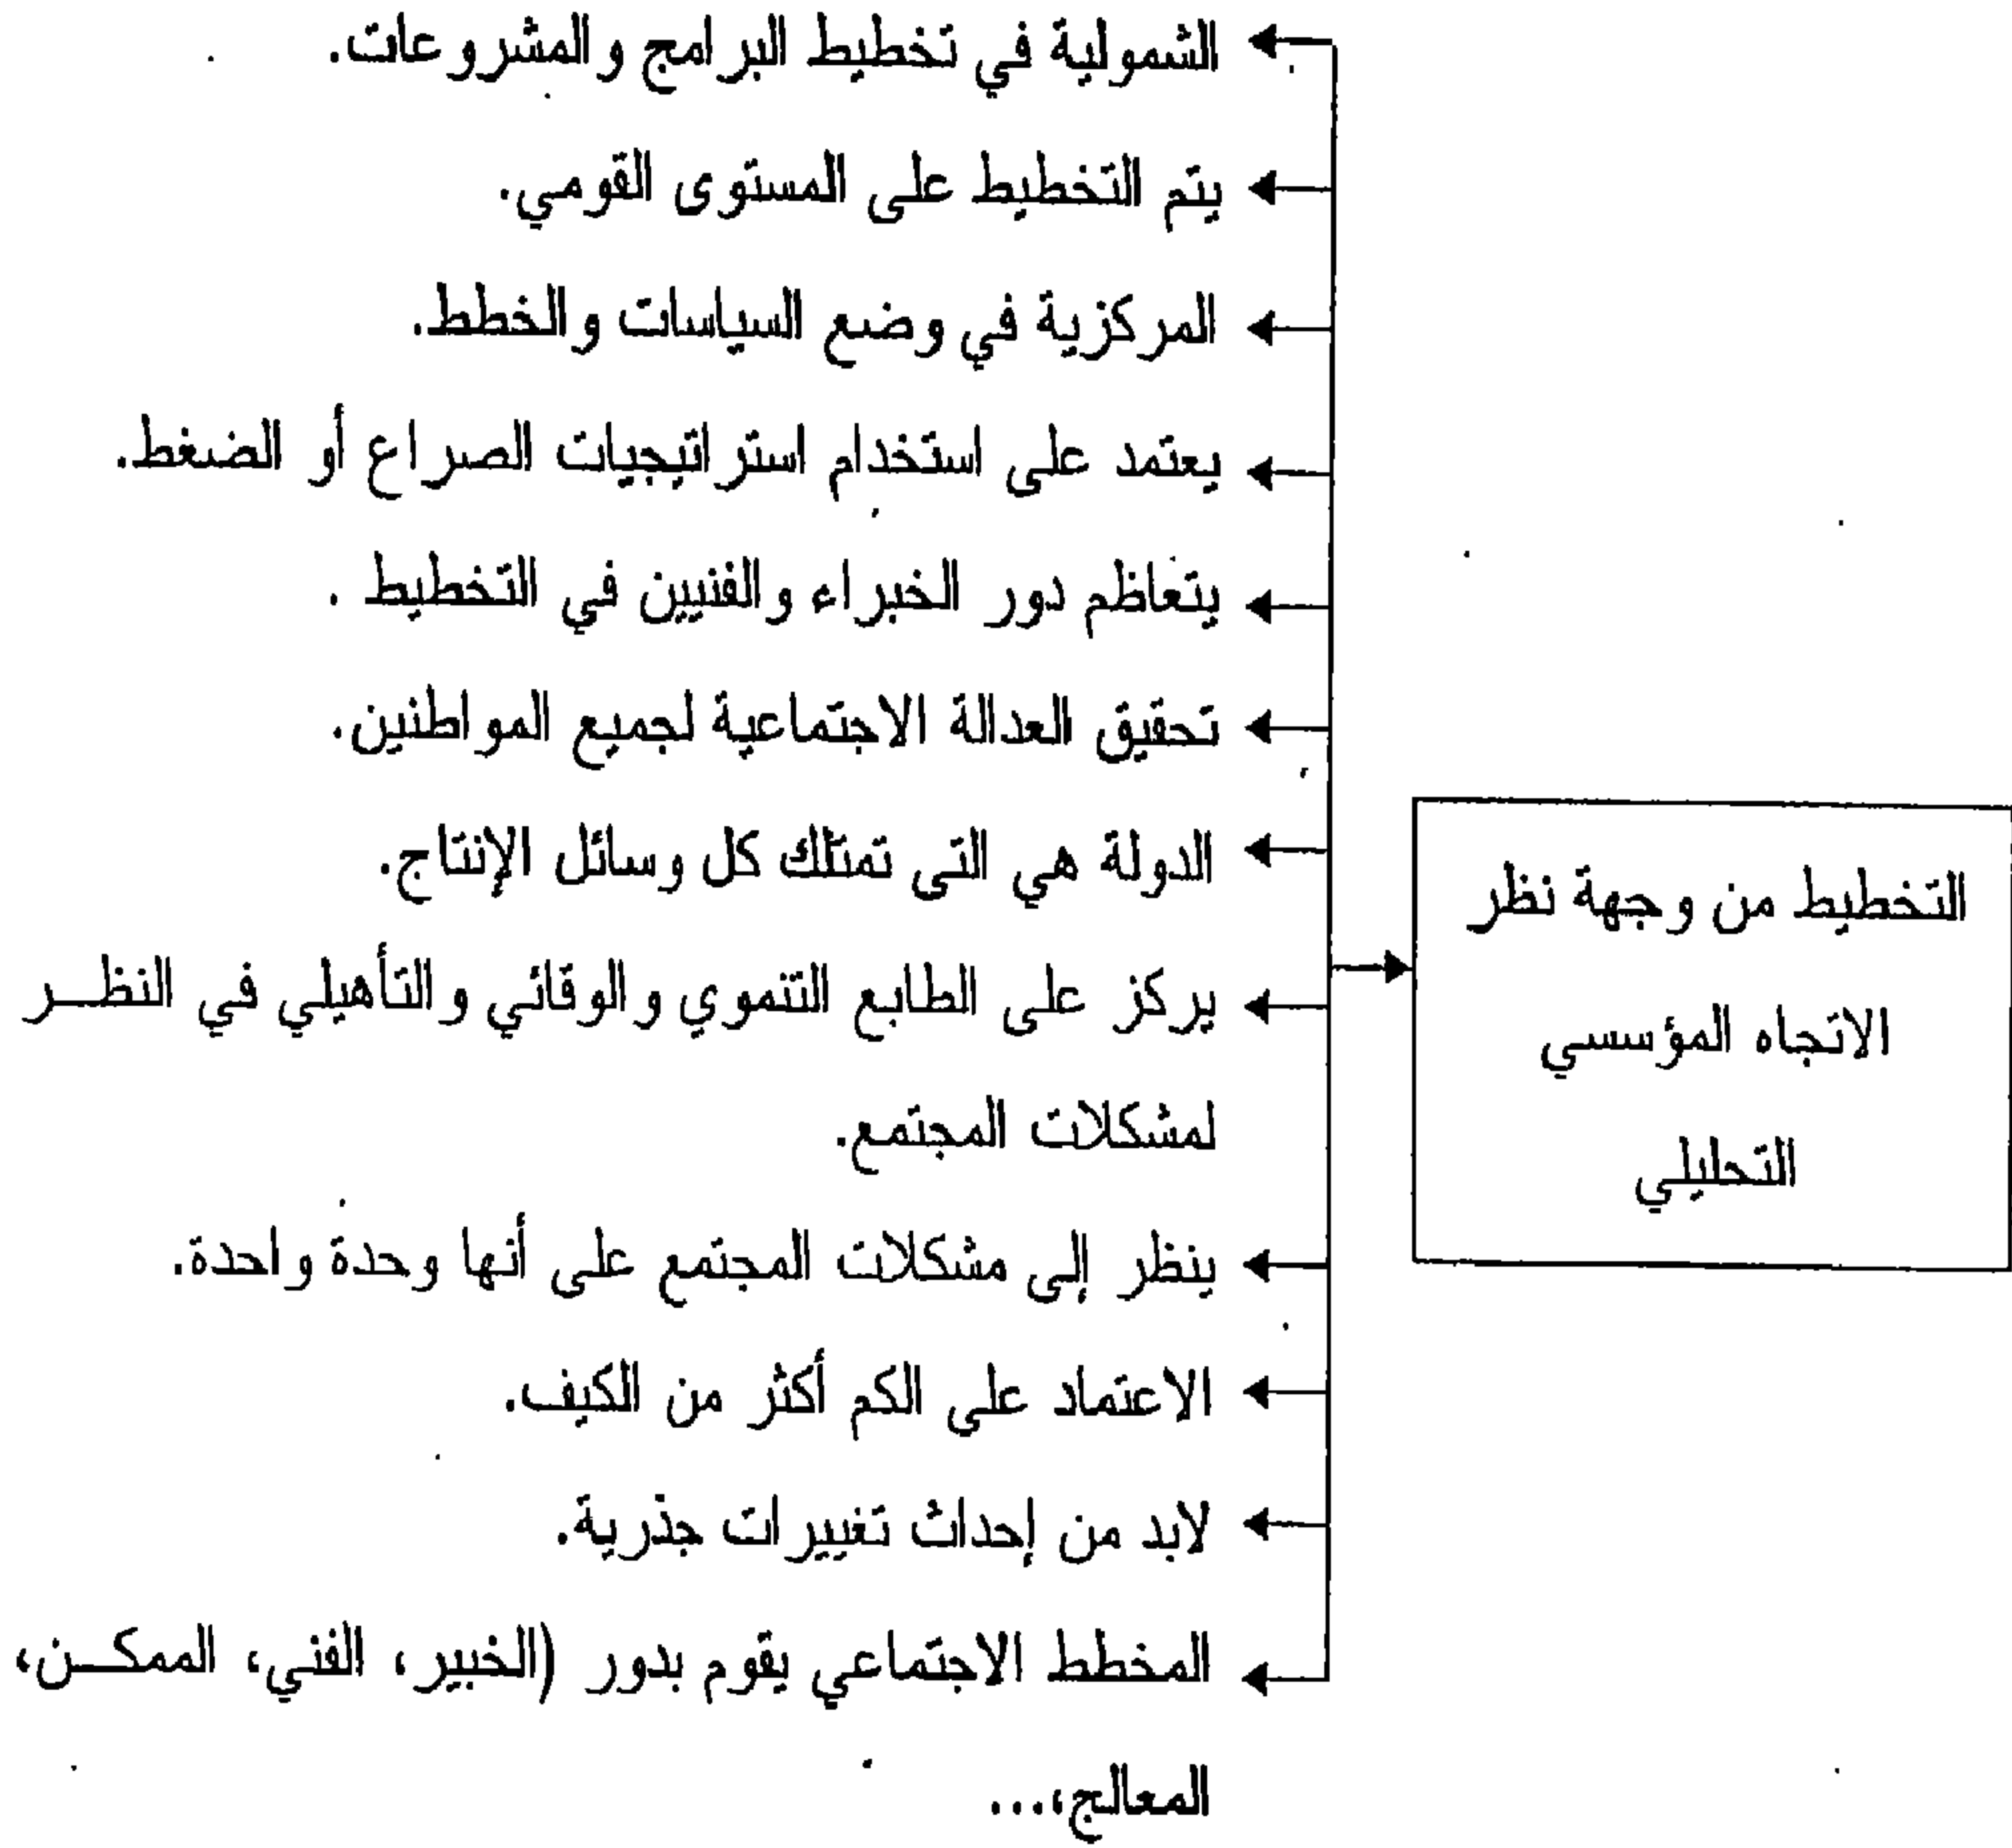 الشمولية في تخطيط البرامج والمشروعات.
يتم التخطيط على المستوى القومي.
المركزية في وضع السياسات والخطط.
يعتمد على استخدام استراتيجيات الصراع أو الضغط.
يتعاظم دور الخبراء والفنيين في التخطيط .
تحقيق العدالة الاجتماعية لجميع المواطنين.
الدولة هي التى تمتلك كل وسائل الإنتاج.
التخطيط من وجهة نظر
الاتجاه المؤسسي
التحليلي
يركز على الطابع التنموي والوقائي والتأهيلي في النظـر
لمشكلات المجتمع.
ينظر إلى مشكلات المجتمع على أنها وحدة واحدة.
الاعتماد على الكم أكثر من الكيف.
لابد من إحداث تغييرات جذرية.
المخطط الاجتماعي يقوم بدور (الخبير، الفني، الممكـن،
المعالج،...